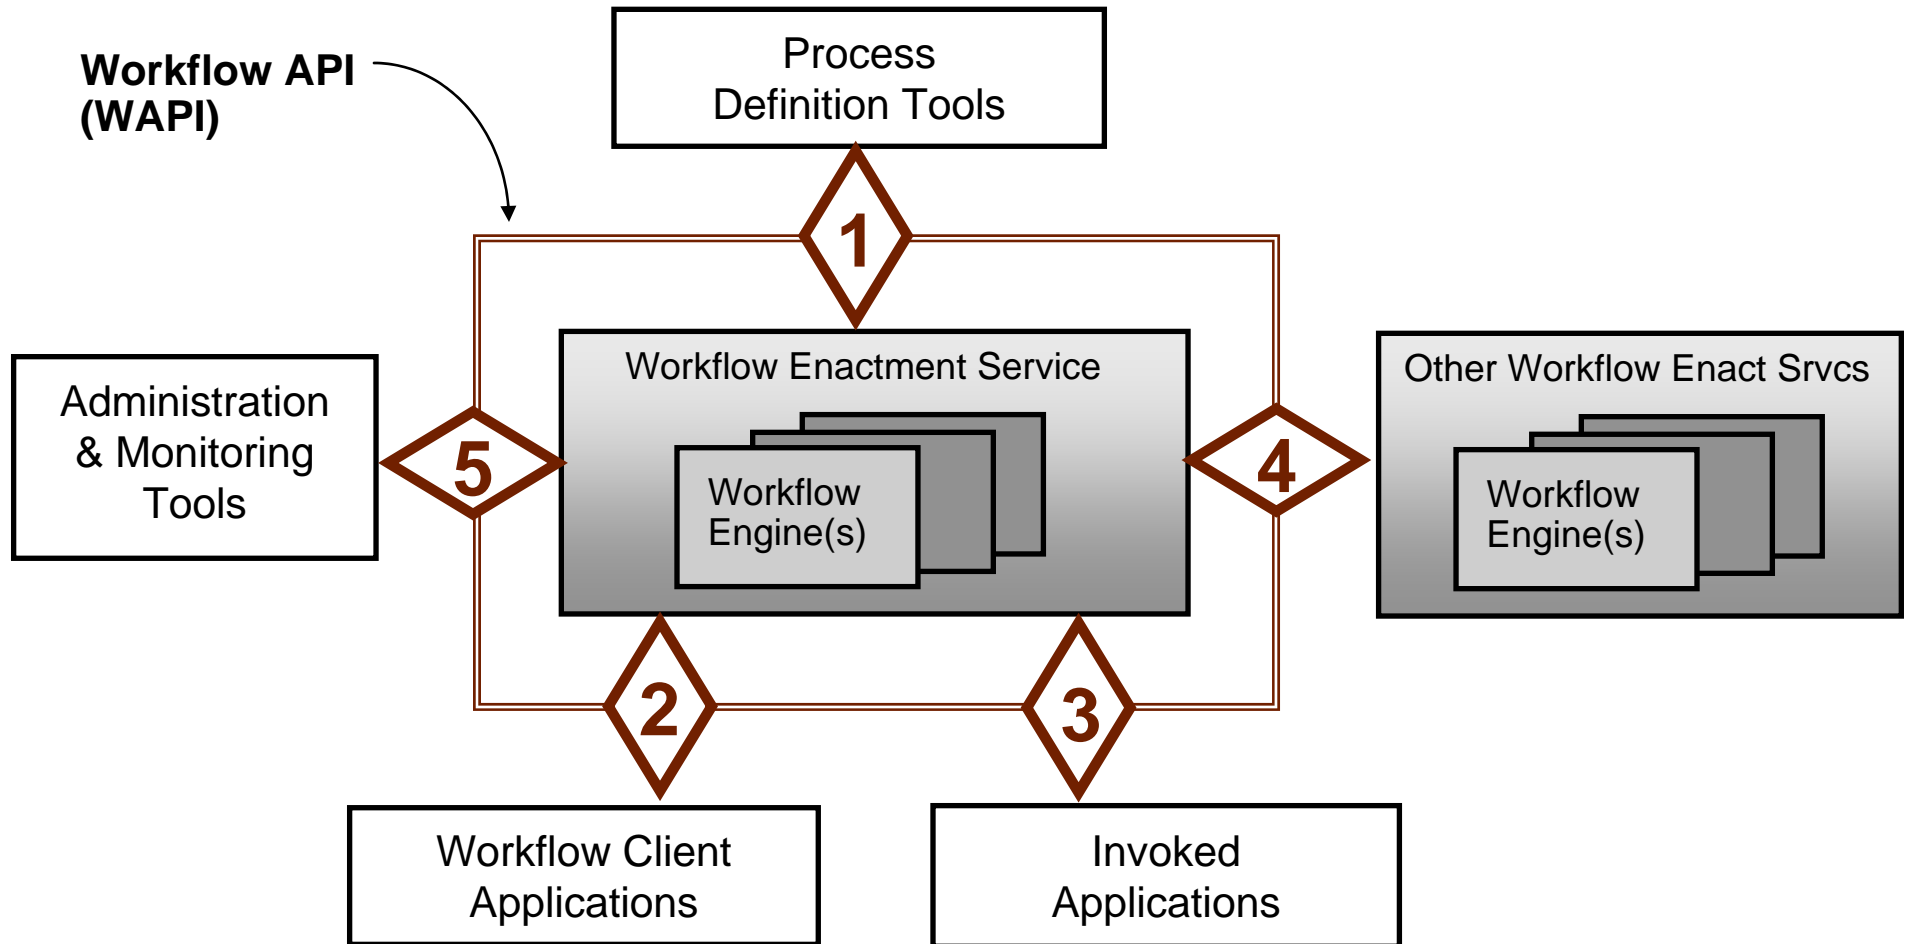 Workflow API
(WAPI)
Process
Definition Tools
1
Workflow Enactment Service
Workflow
Engine(s)
Other Workflow Enact Srvcs
Workflow
Engine(s)
Administration
& Monitoring
Tools
5
4
2
3
Workflow Client
Applications
Invoked
Applications